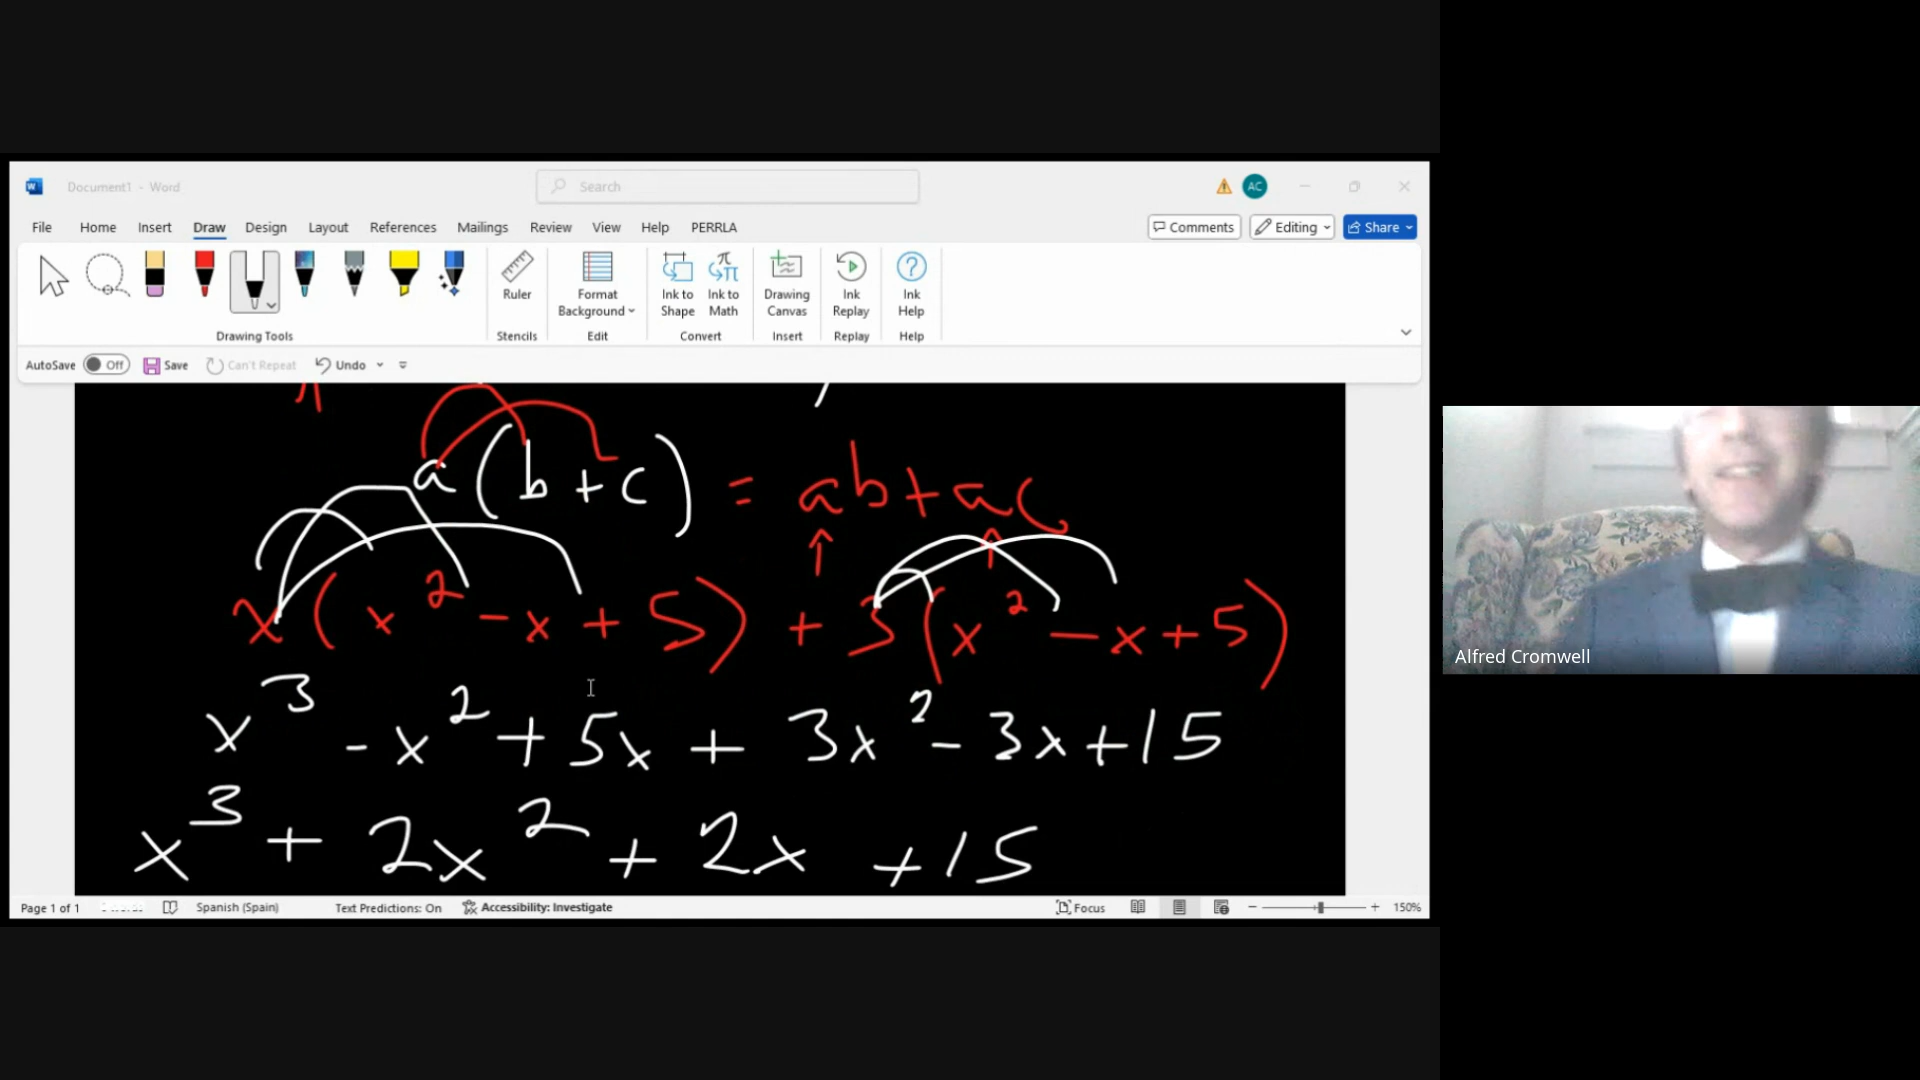 Document1 - Word
Search
AC
File Home Insert Draw Design Layout References Mailings Review View Help PERRLA
Comments Editing Share
Ruler
Format Background
Ink to Shape
Ink to Math
Drawing Canvas
Ink Replay
Ink Help
Drawing Tools Stencils Edit Convert Insert Replay Help
AutoSave Off Save Can't Repeat Undo
a(b+c) = ab+ac
x(x² - x + 5) + 3(x² - x + 5)
x³ - x² + 5x + 3x² - 3x + 15
x³ + 2x² + 2x + 15
Alfred Cromwell
Page 1 of 1 Spanish (Spain) Text Predictions: On Accessibility: Investigate Focus 150%